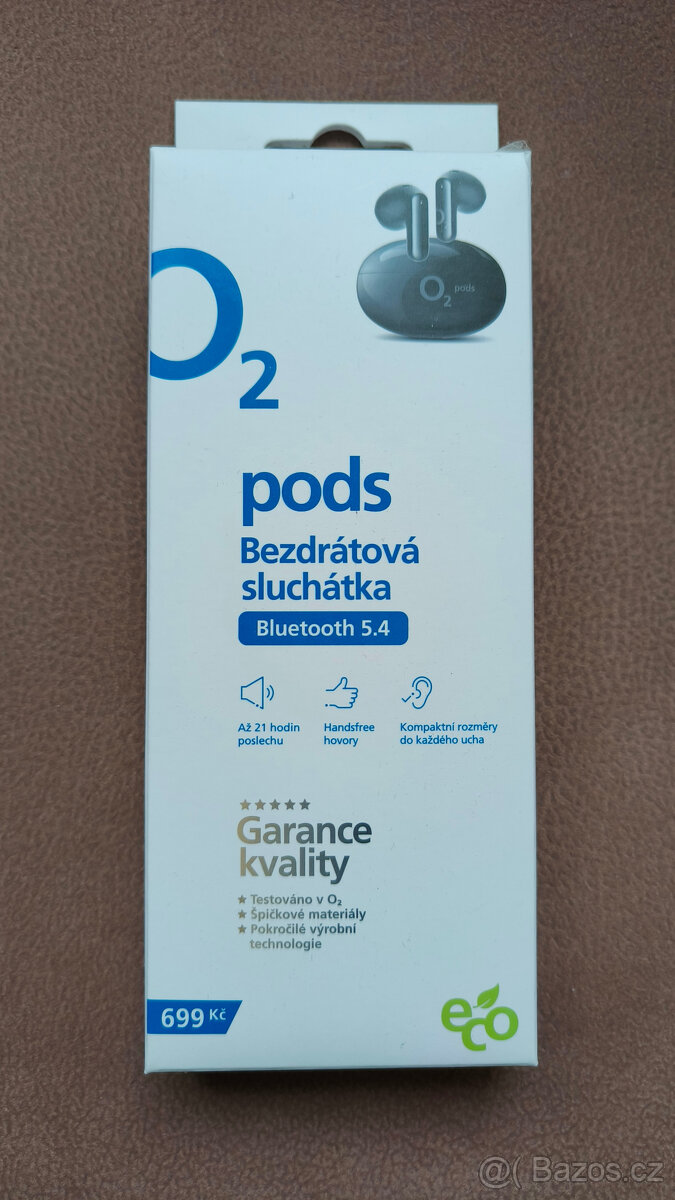 O2 pods
O2
pods
Bezdrátová
sluchátka
Bluetooth 5.4
Až 21 hodin
poslechu
Handsfree
hovory
Kompaktní rozměry
do každého ucha
Garance
kvality
★ Testováno v O₂
★ Špičkové materiály
★ Pokročilé výrobní
technologie
699 Kč
eco
@( Bazos.cz